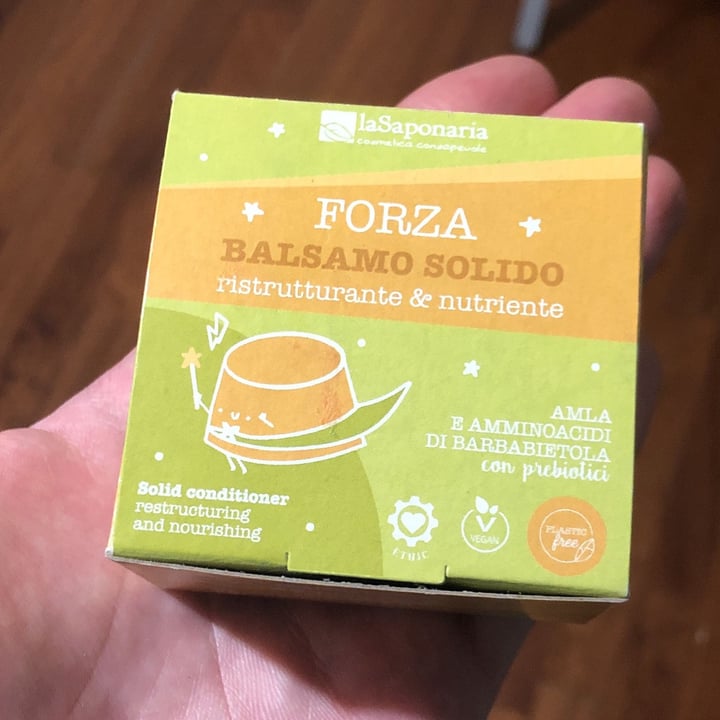 laSaponaria
cosmetica consapevole
FORZA
BALSAMO SOLIDO
ristrutturante & nutriente
AMLA
E AMMINOACIDI
DI BARBABIETOLA
con prebiotici
Solid conditioner
restructuring
and nourishing
ETHIC
VEGAN
PLASTIC
free